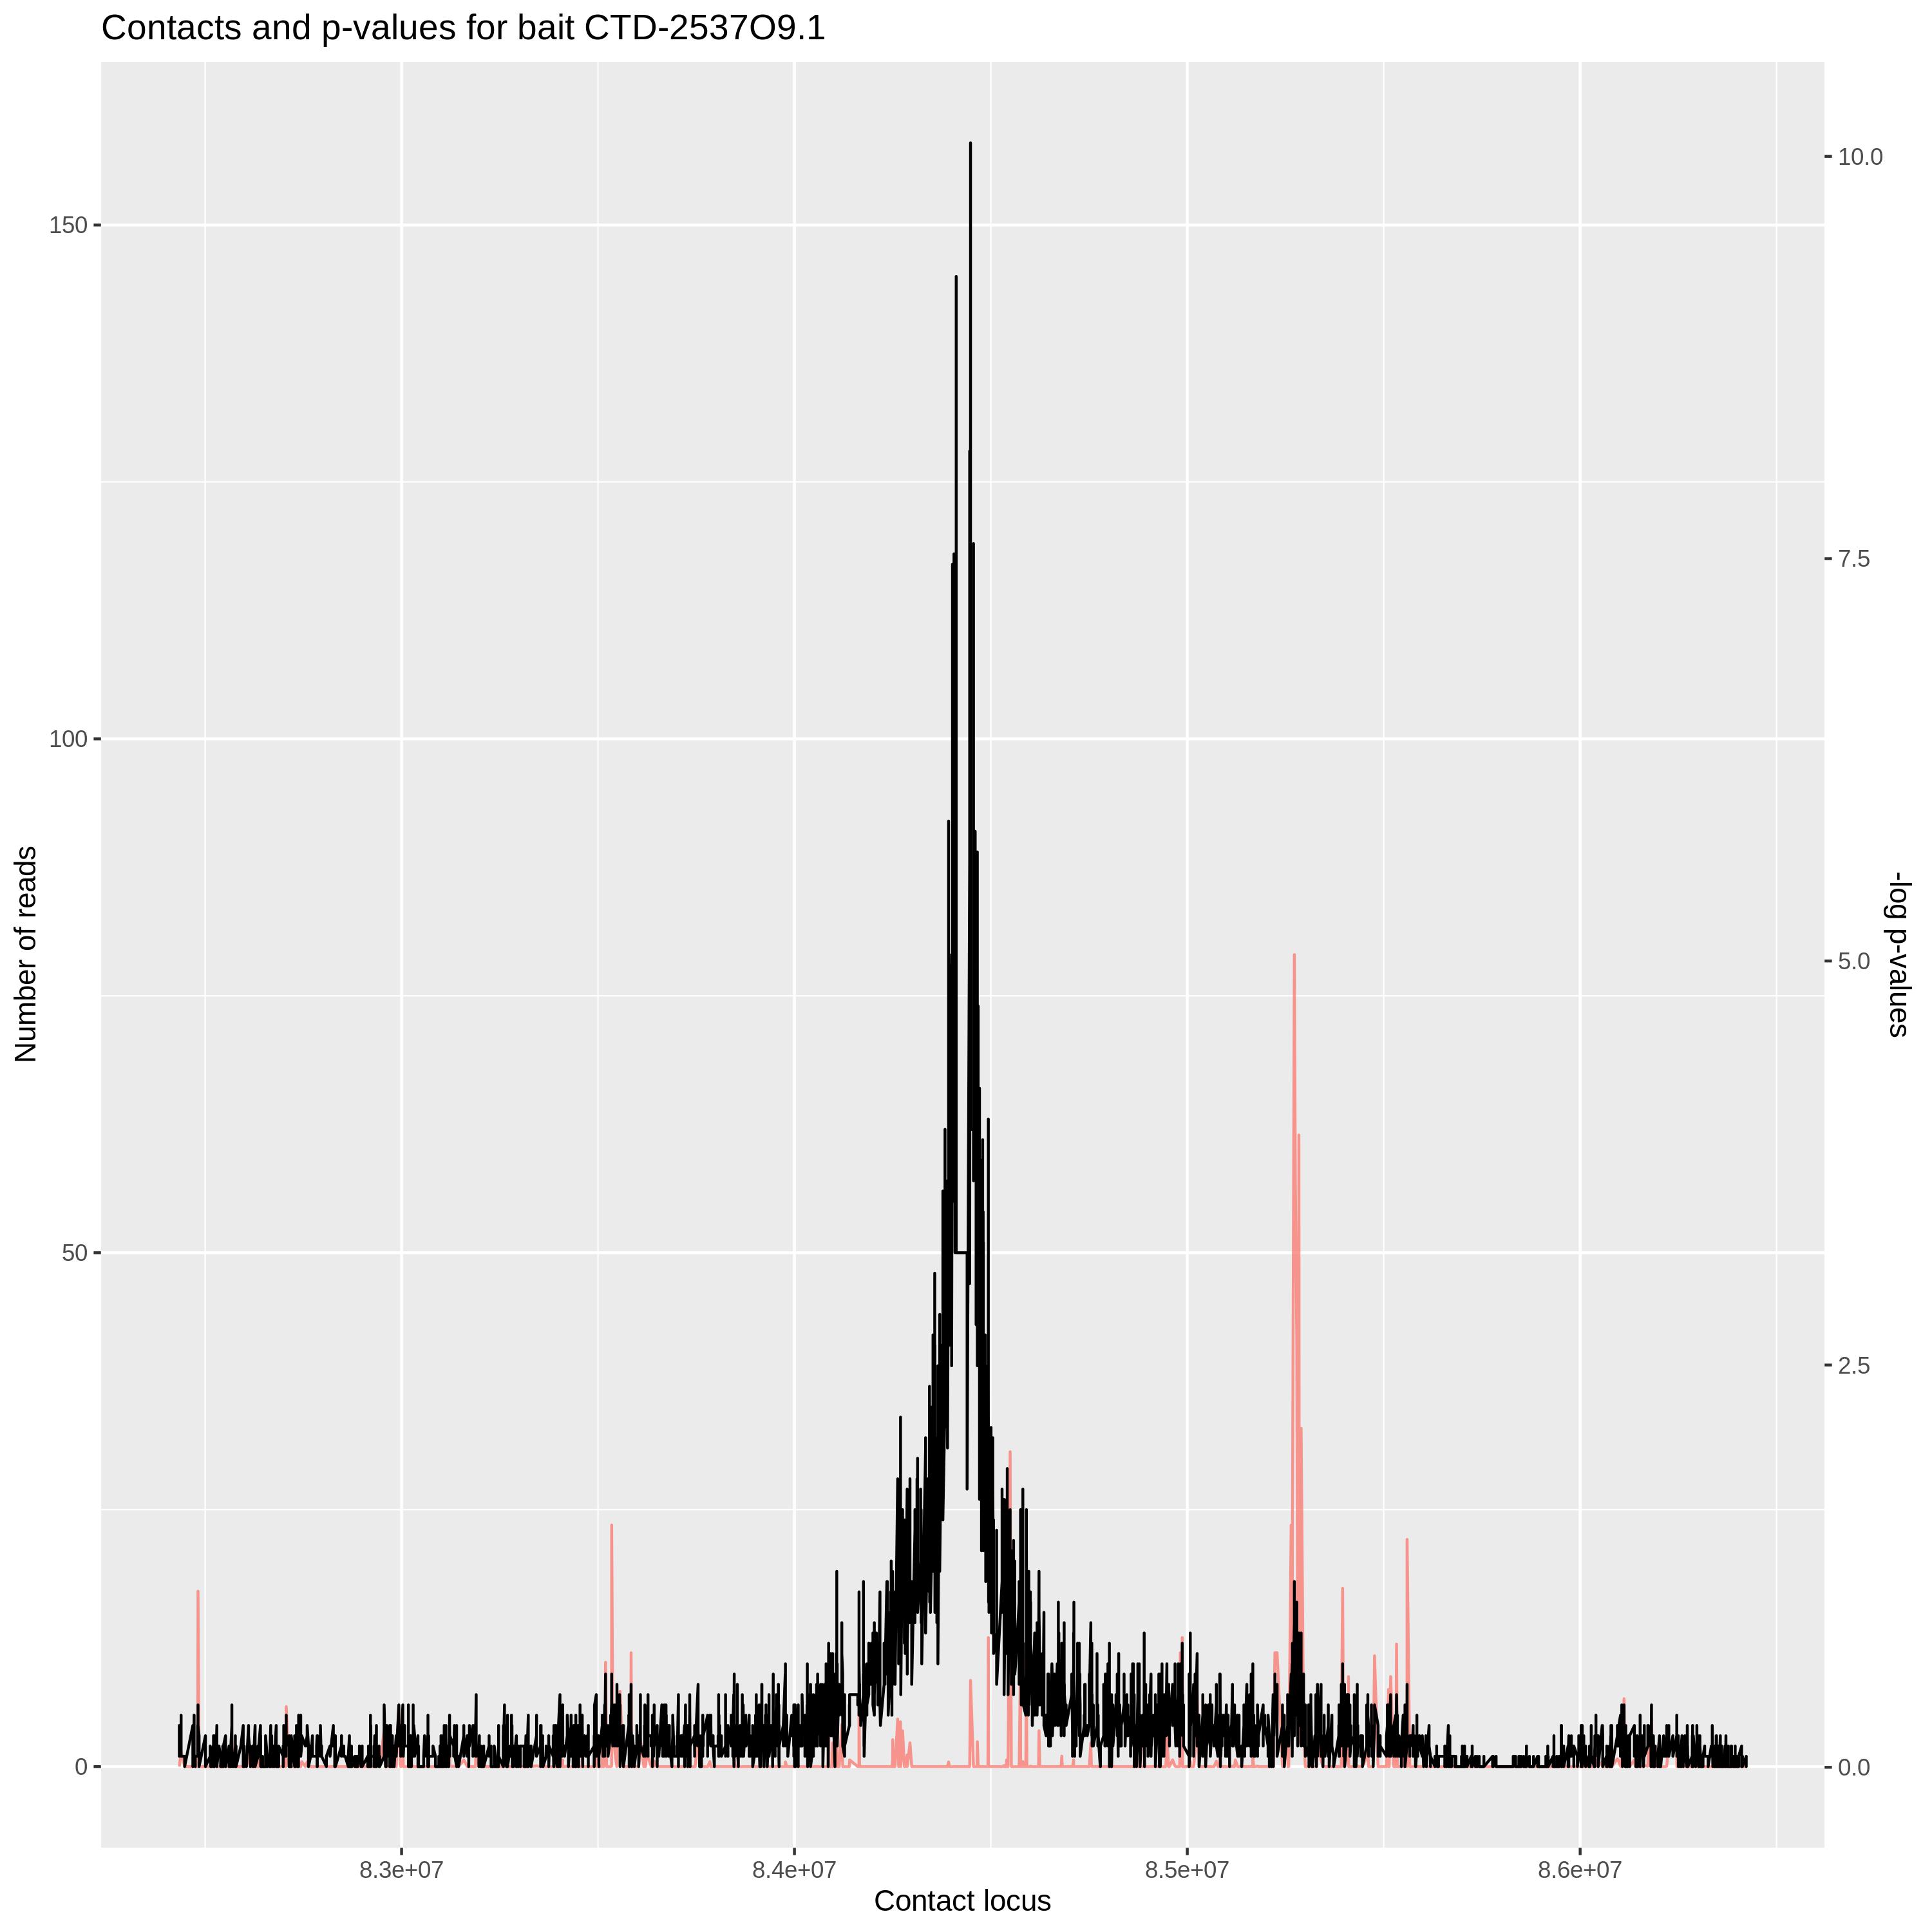 Contacts and p-values for bait CTD-2537O9.1
150
100
50
0
Number of reads
10.0
7.5
5.0
2.5
0.0
-log p-values
8.3e+07
8.4e+07
8.5e+07
8.6e+07
Contact locus